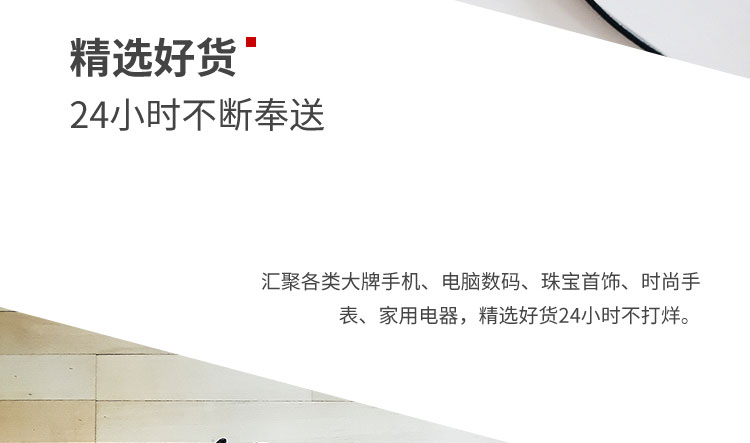 精选好货
24小时不断奉送
汇聚各类大牌手机、电脑数码、珠宝首饰、时尚手
表、家用电器，精选好货24小时不打烊。